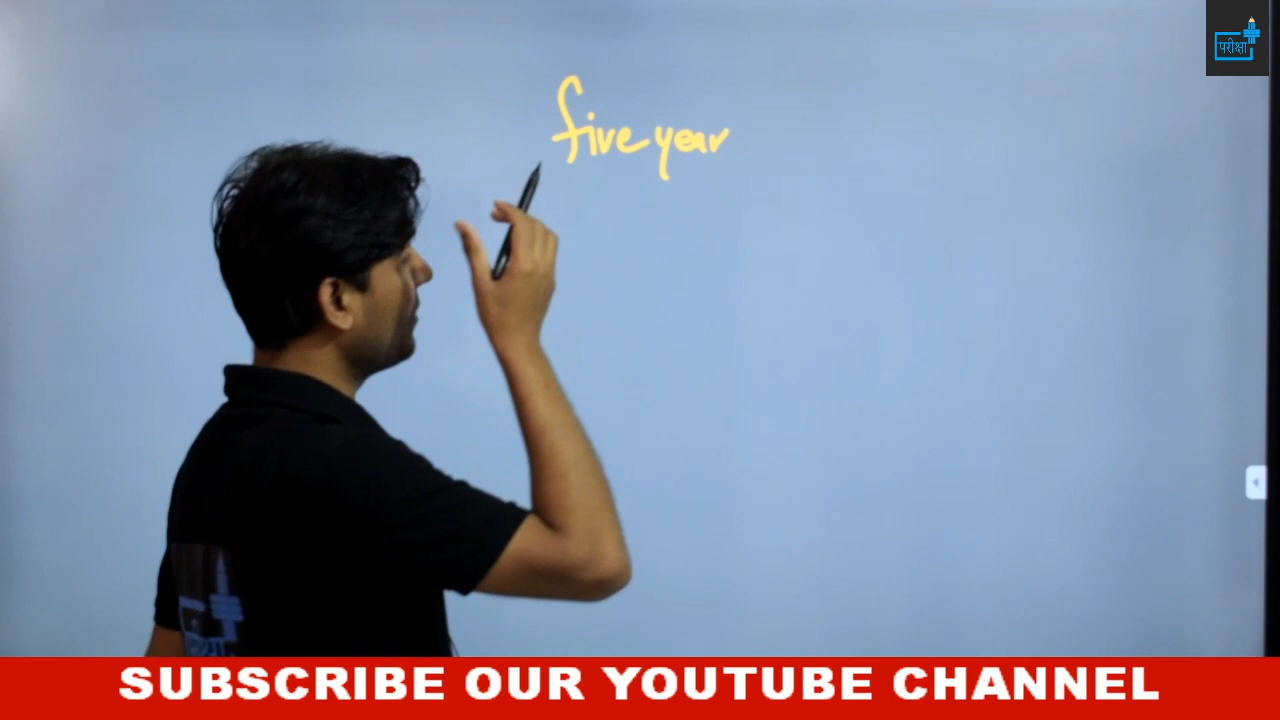 परीक्षा
five year
SUBSCRIBE OUR YOUTUBE CHANNEL